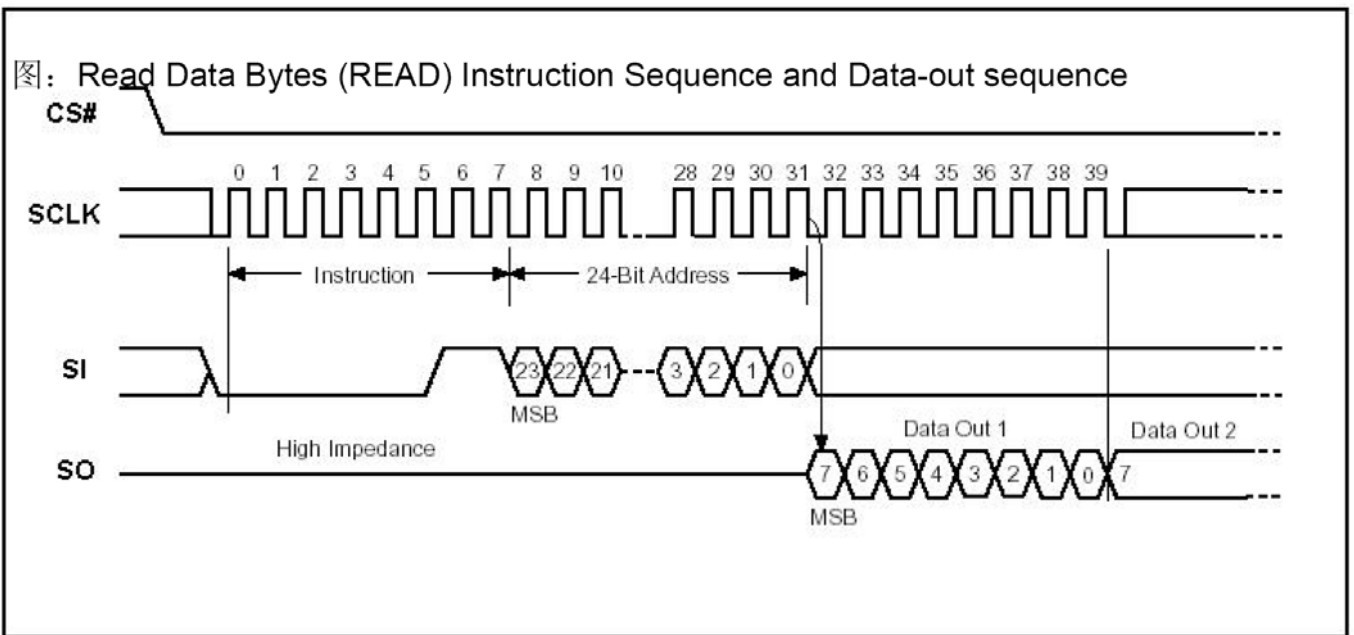 图：Read Data Bytes (READ) Instruction Sequence and Data-out sequence
CS#
0 1 2 3 4 5 6 7 8 9 10 28 29 30 31 32 33 34 35 36 37 38 39
SCLK
Instruction 24-Bit Address
SI 23 22 21 3 2 1 0
MSB
Data Out 1 Data Out 2
High Impedance
SO 7 6 5 4 3 2 1 0 7
MSB